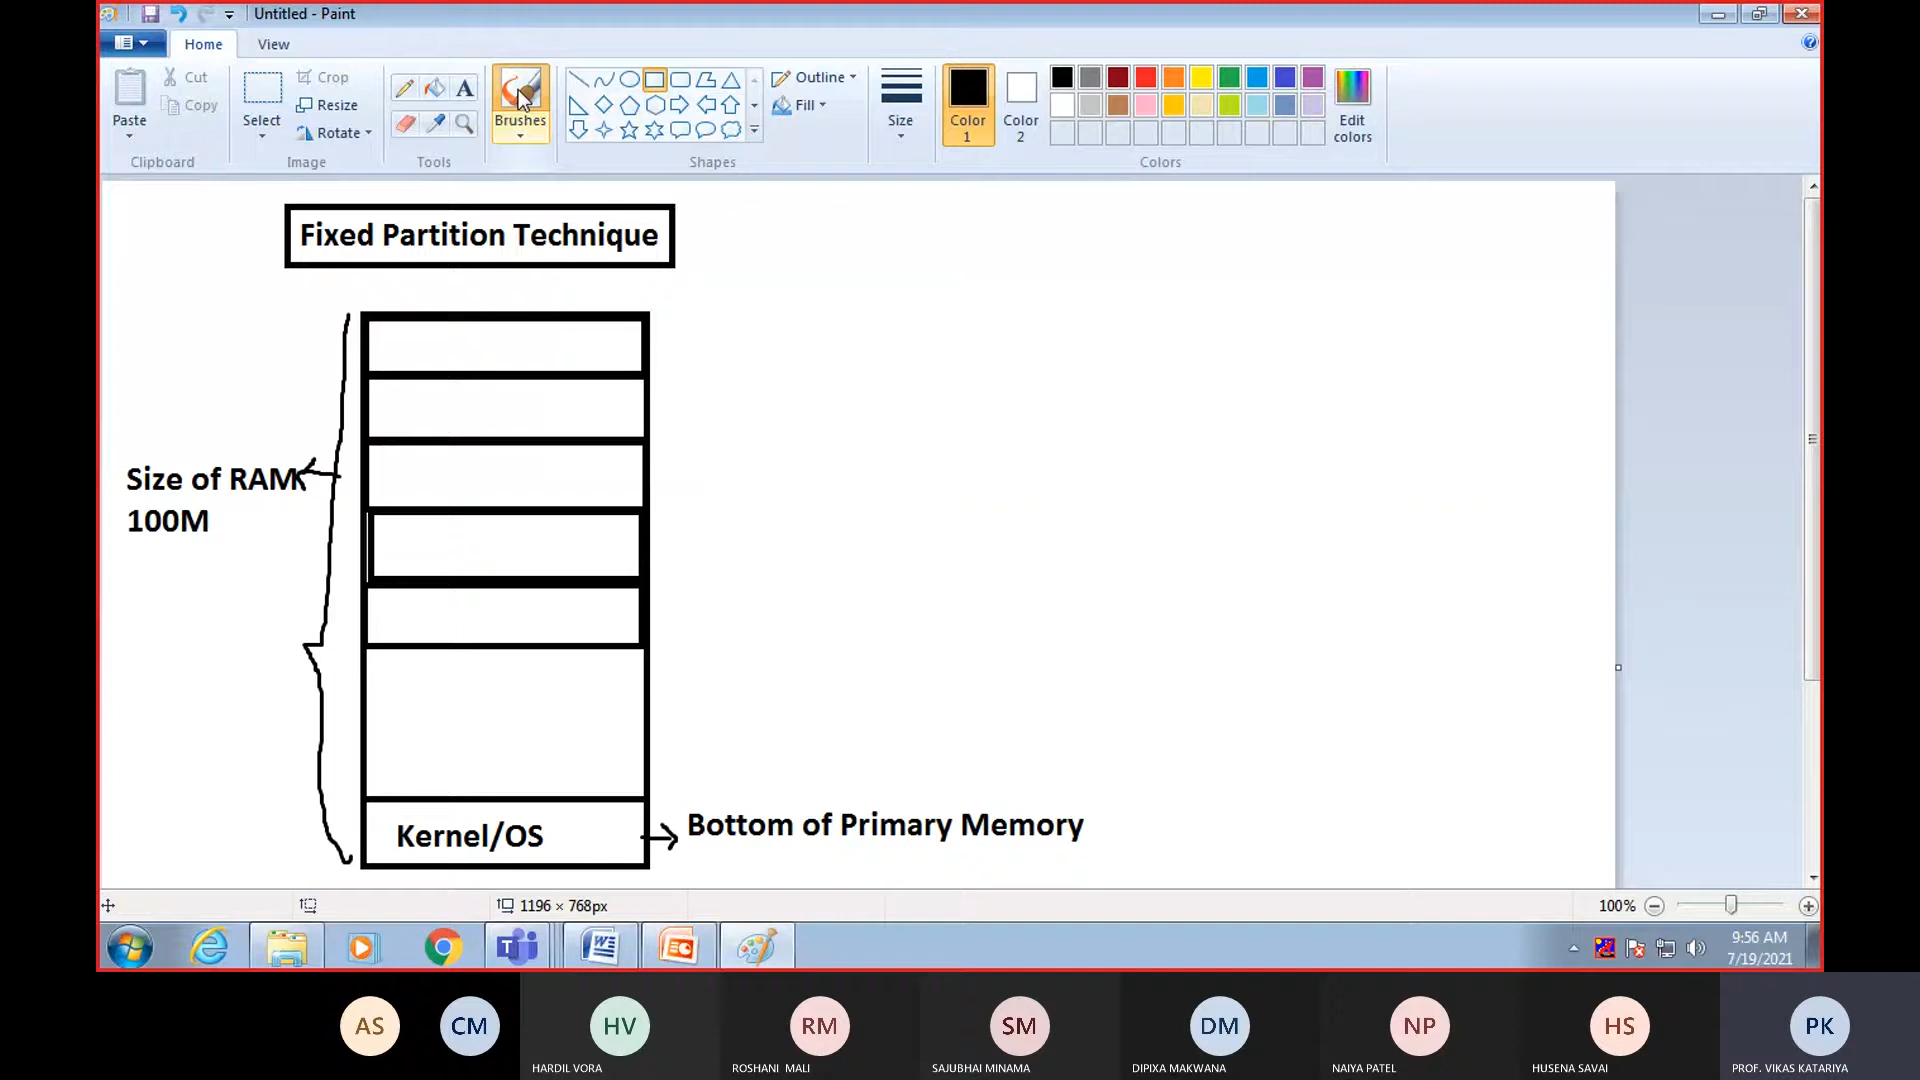 Untitled - Paint
Home View
Paste
Cut
Copy
Clipboard
Select
Crop
Resize
Rotate
Image
A
Tools
Brushes
Shapes
Outline
Fill
Size
Color 1
Color 2
Edit colors
Colors
Fixed Partition Technique
Size of RAM
100M
Kernel/OS
Bottom of Primary Memory
1196 × 768px
100%
9:56 AM
7/19/2021
AS
CM
HV
HARDIL VORA
RM
ROSHANI MALI
SM
SAJUBHAI MINAMA
DM
DIPIXA MAKWANA
NP
NAIYA PATEL
HS
HUSENA SAVAI
PK
PROF. VIKAS KATARIYA